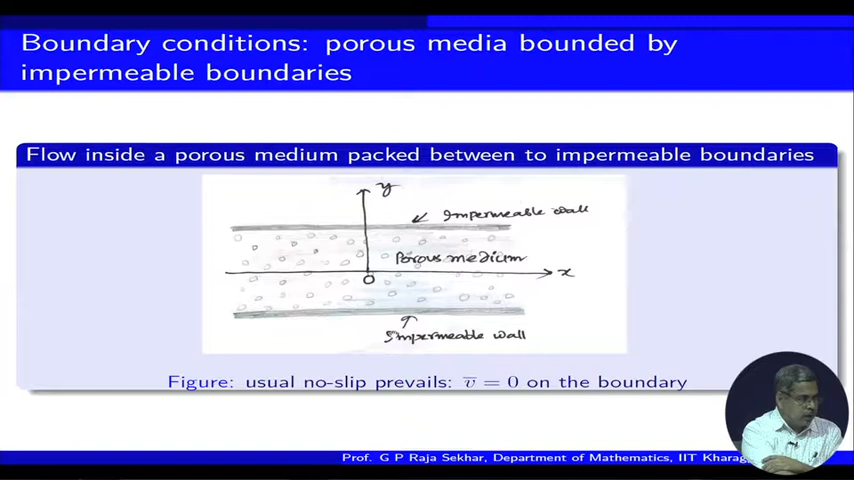 Boundary conditions: porous media bounded by
impermeable boundaries
Flow inside a porous medium packed between to impermeable boundaries
y
Impermeable wall
Porous medium
x
O
Impermeable wall
Figure: usual no-slip prevails: v̅ = 0 on the boundary
Prof. G P Raja Sekhar, Department of Mathematics, IIT Kharag